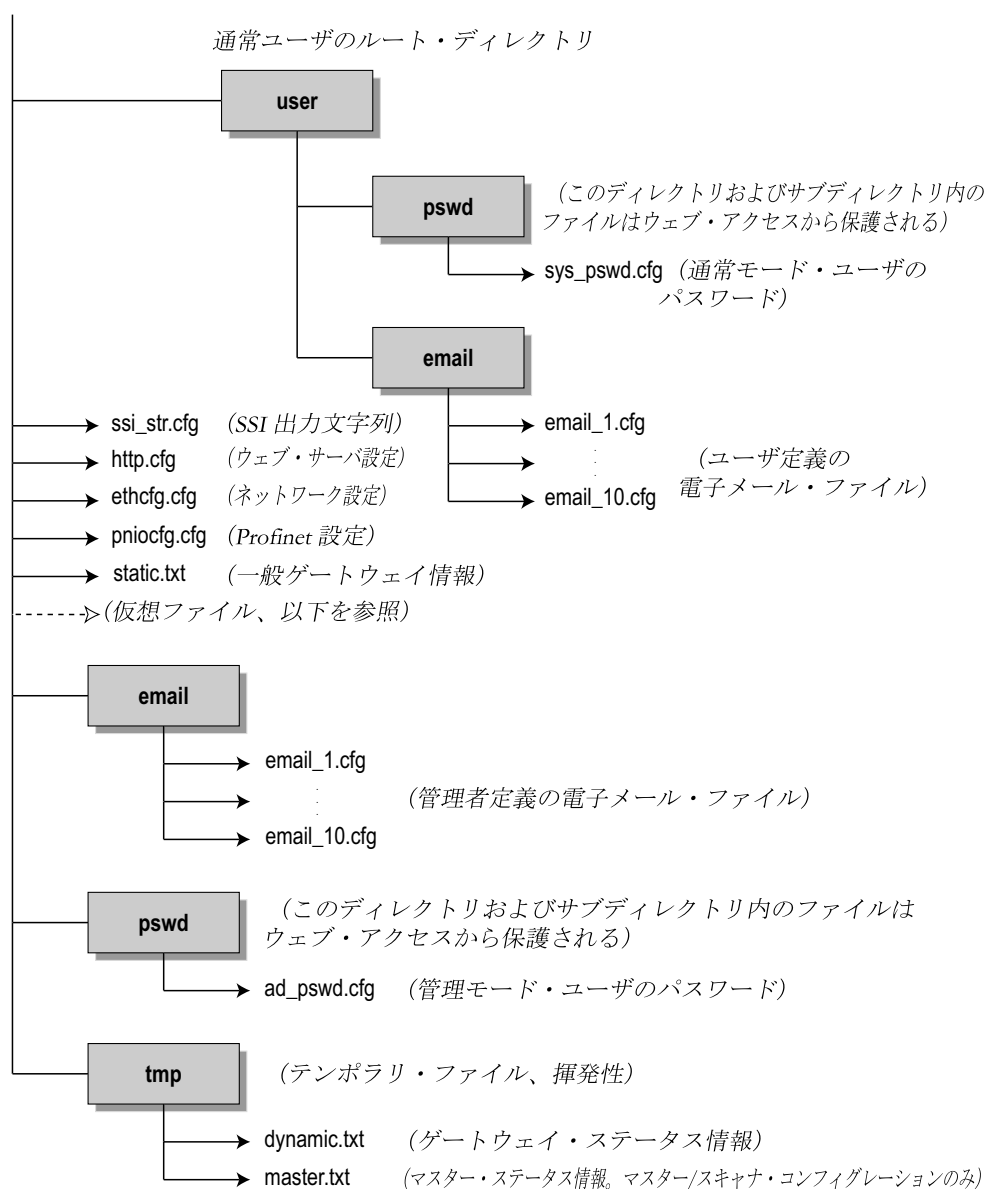 通常ユーザのルート・ディレクトリ
user
pswd
（このディレクトリおよびサブディレクトリ内の
ファイルはウェブ・アクセスから保護される）
sys_pswd.cfg（通常モード・ユーザの
パスワード）
email
email_1.cfg
email_10.cfg
（ユーザ定義の
電子メール・ファイル）
ssi_str.cfg （SSI 出力文字列）
http.cfg （ウェブ・サーバ設定）
ethcfg.cfg （ネットワーク設定）
pniocfg.cfg （Profinet 設定）
static.txt （一般ゲートウェイ情報）
（仮想ファイル、以下を参照）
email
email_1.cfg
（管理者定義の電子メール・ファイル）
email_10.cfg
pswd
（このディレクトリおよびサブディレクトリ内のファイルは
ウェブ・アクセスから保護される）
ad_pswd.cfg （管理モード・ユーザのパスワード）
tmp
（テンポラリ・ファイル、揮発性）
dynamic.txt （ゲートウェイ・ステータス情報）
master.txt （マスター・ステータス情報。マスター/スキャナ・コンフィグレーションのみ）